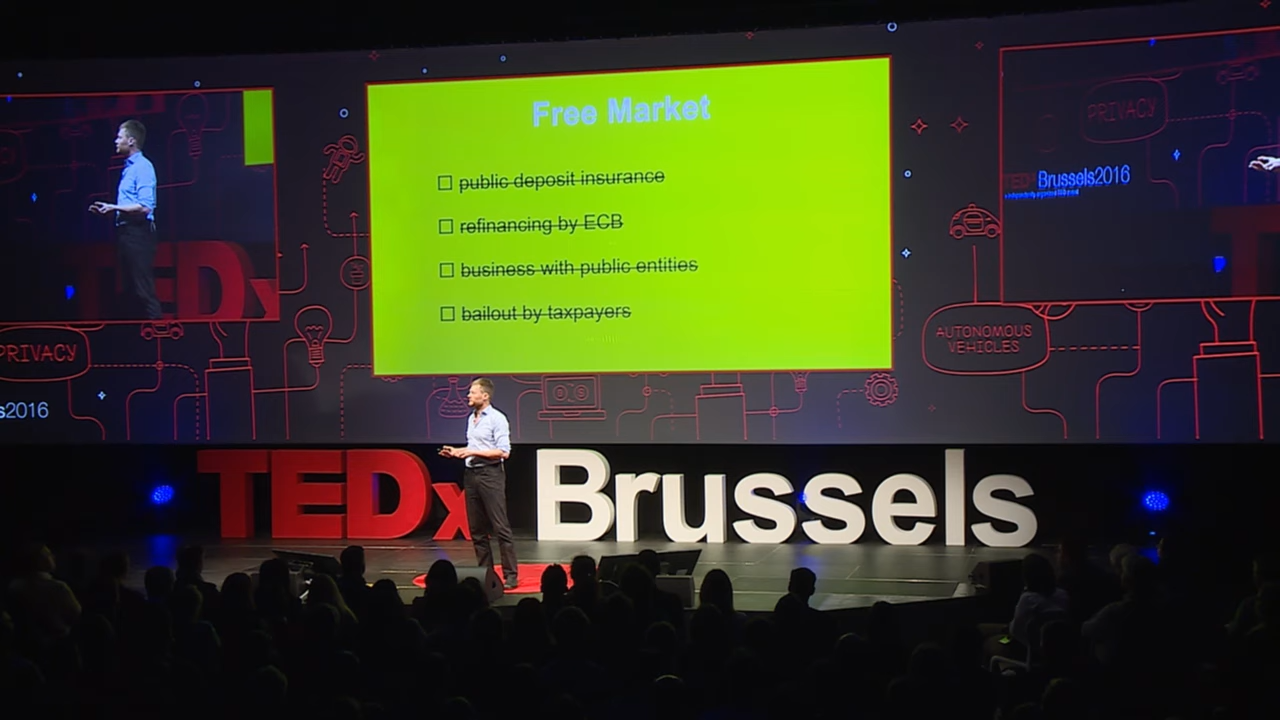 Free Market
☐ public deposit insurance
☐ refinancing by ECB
☐ business with public entities
☐ bailout by taxpayers
TEDx
PRIVACY
s2016
PRIVACY
TEDx Brussels2016
AUTONOMOUS
VEHICLES
TEDx Brussels